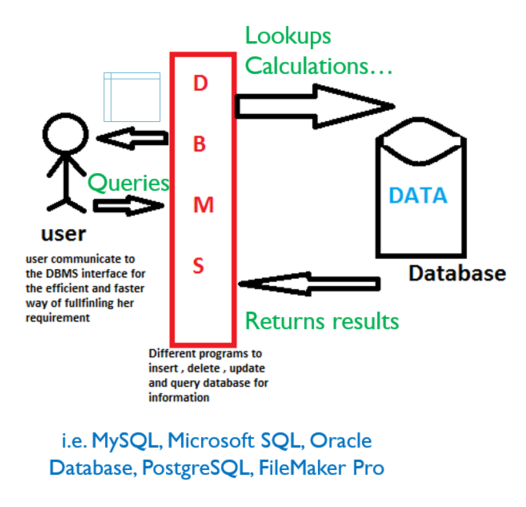 Lookups
Calculations…
D
B
M
S
Queries
DATA
user
Database
user communicate to
the DBMS interface for
the efficient and faster
way of fullfinling her
requirement
Returns results
Different programs to
insert , delete , update
and query database for
information
i.e. MySQL, Microsoft SQL, Oracle
Database, PostgreSQL, FileMaker Pro